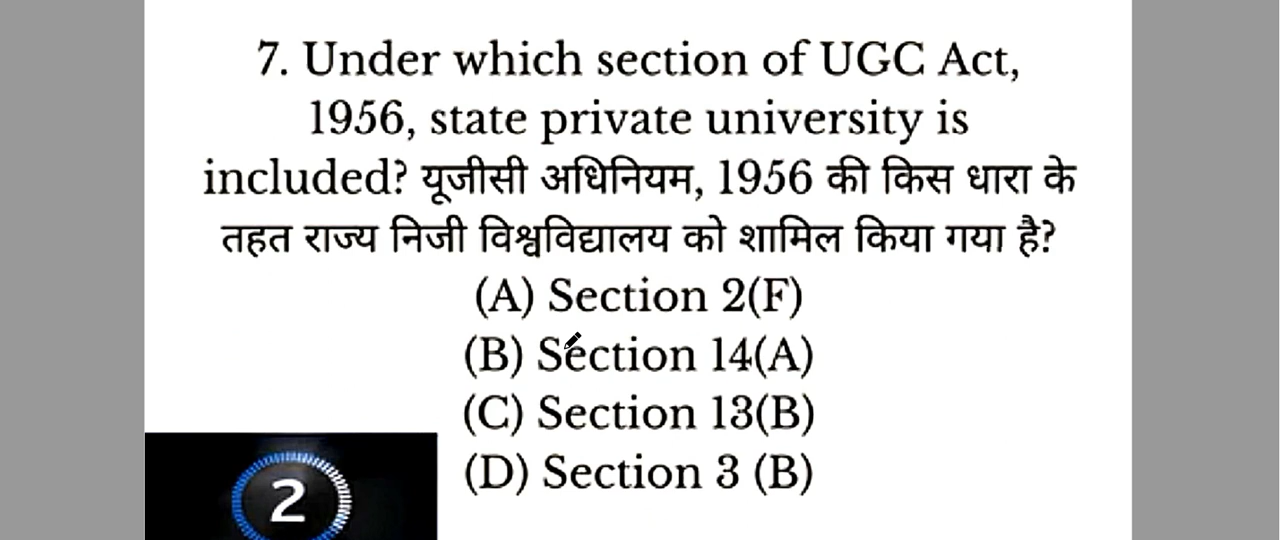 7. Under which section of UGC Act,
1956, state private university is
included? यूजीसी अधिनियम, 1956 की किस धारा के
तहत राज्य निजी विश्वविद्यालय को शामिल किया गया है?
(A) Section 2(F)
(B) Section 14(A)
(C) Section 13(B)
(D) Section 3 (B)
2